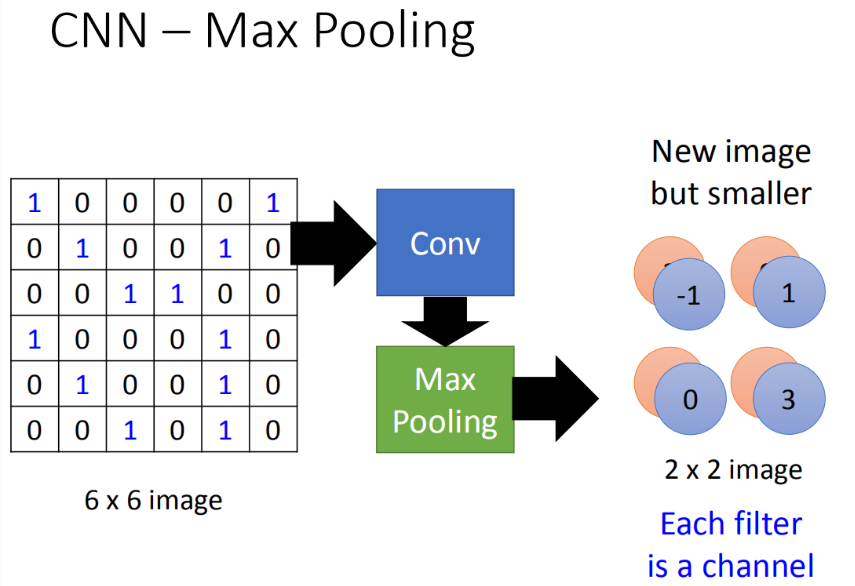 CNN – Max Pooling
New image
but smaller
1 0 0 0 0 1
0 1 0 0 1 0
0 0 1 1 0 0
1 0 0 0 1 0
0 1 0 0 1 0
0 0 1 0 1 0
6 x 6 image
Conv
Max
Pooling
-1 1
0 3
2 x 2 image
Each filter
is a channel